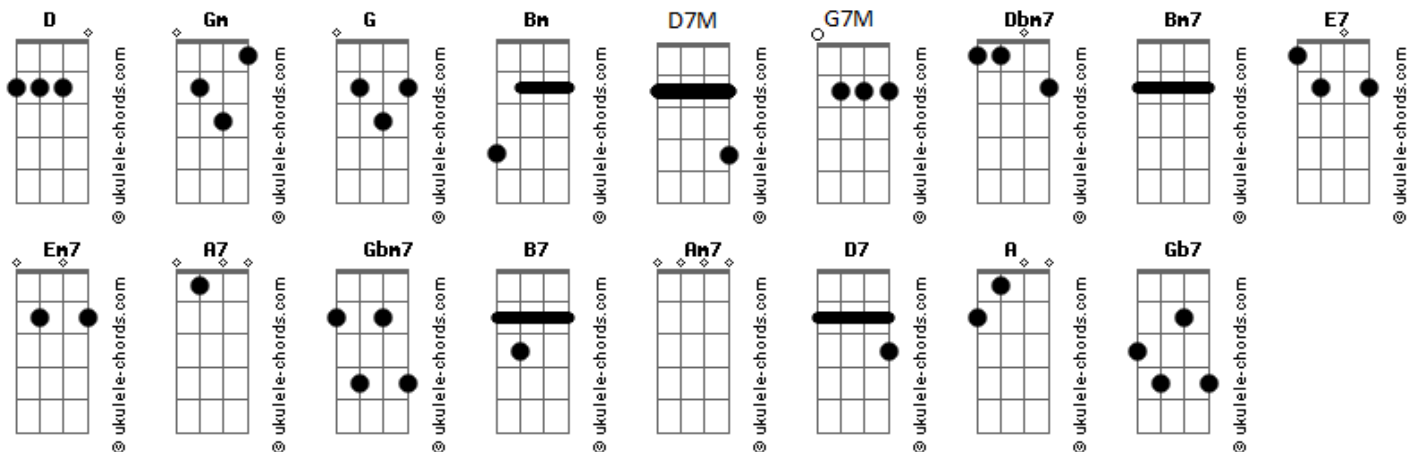 D Gm G Bm D7M G7M Dbm7 Bm7 E7
© ukulele-chords.com © ukulele-chords.com © ukulele-chords.com © ukulele-chords.com © ukulele-chords.com © ukulele-chords.com © ukulele-chords.com © ukulele-chords.com © ukulele-chords.com
Em7 A7 Gbm7 B7 Am7 D7 A Gb7
© ukulele-chords.com © ukulele-chords.com © ukulele-chords.com © ukulele-chords.com © ukulele-chords.com © ukulele-chords.com © ukulele-chords.com © ukulele-chords.com